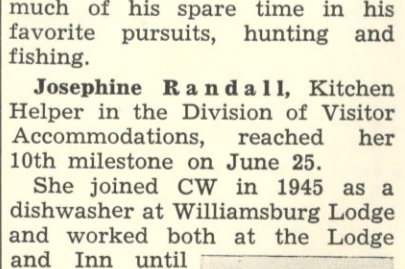 much of his spare time in his
favorite pursuits, hunting and
fishing.
Josephine Randall, Kitchen
Helper in the Division of Visitor
Accommodations, reached her
10th milestone on June 25.
She joined CW in 1945 as a
dishwasher at Williamsburg Lodge
and worked both at the Lodge
and Inn until